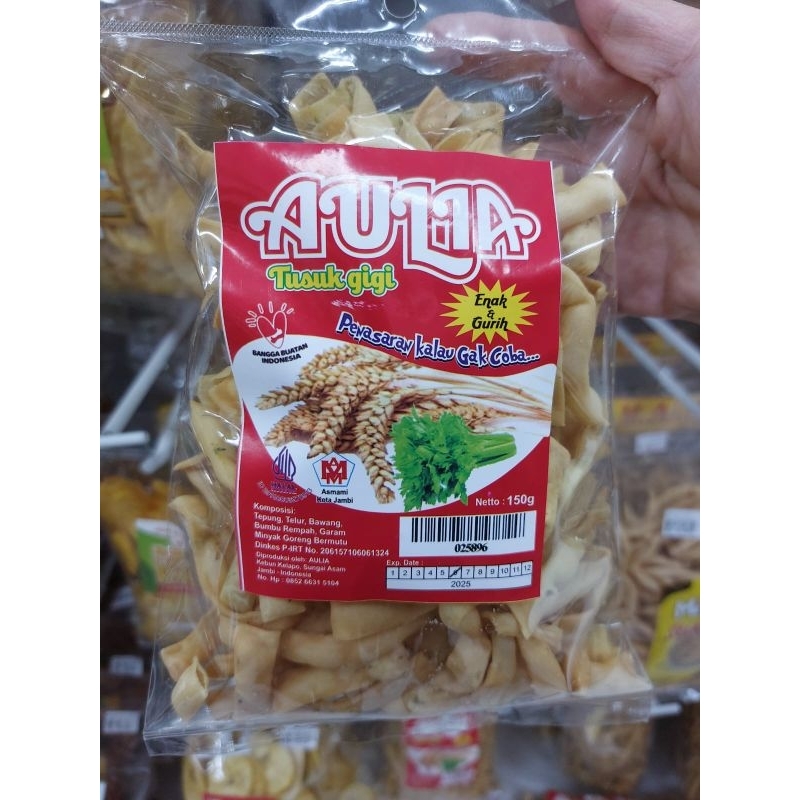 AULIA
Tusuk gigi
Enak
&
Gurih
Penasaran kalau Gak Coba....
BANGGA BUATAN
INDONESIA
HALAL
Asmami
Kota Jambi
Netto : 150g
Komposisi:
Tepung, Telur, Bawang,
Bumbu Rempah, Garam
Minyak Goreng Bermutu
Dinkes P-IRT No. 206157106061324
Diproduksi oleh: AULIA
Kebun Kelapo, Sungai Asam
Jambi - Indonesia
No. Hp : 0852 6631 5104
025896
Exp. Date :
1 2 3 4 5 6 7 8 9 10 11 12
2025